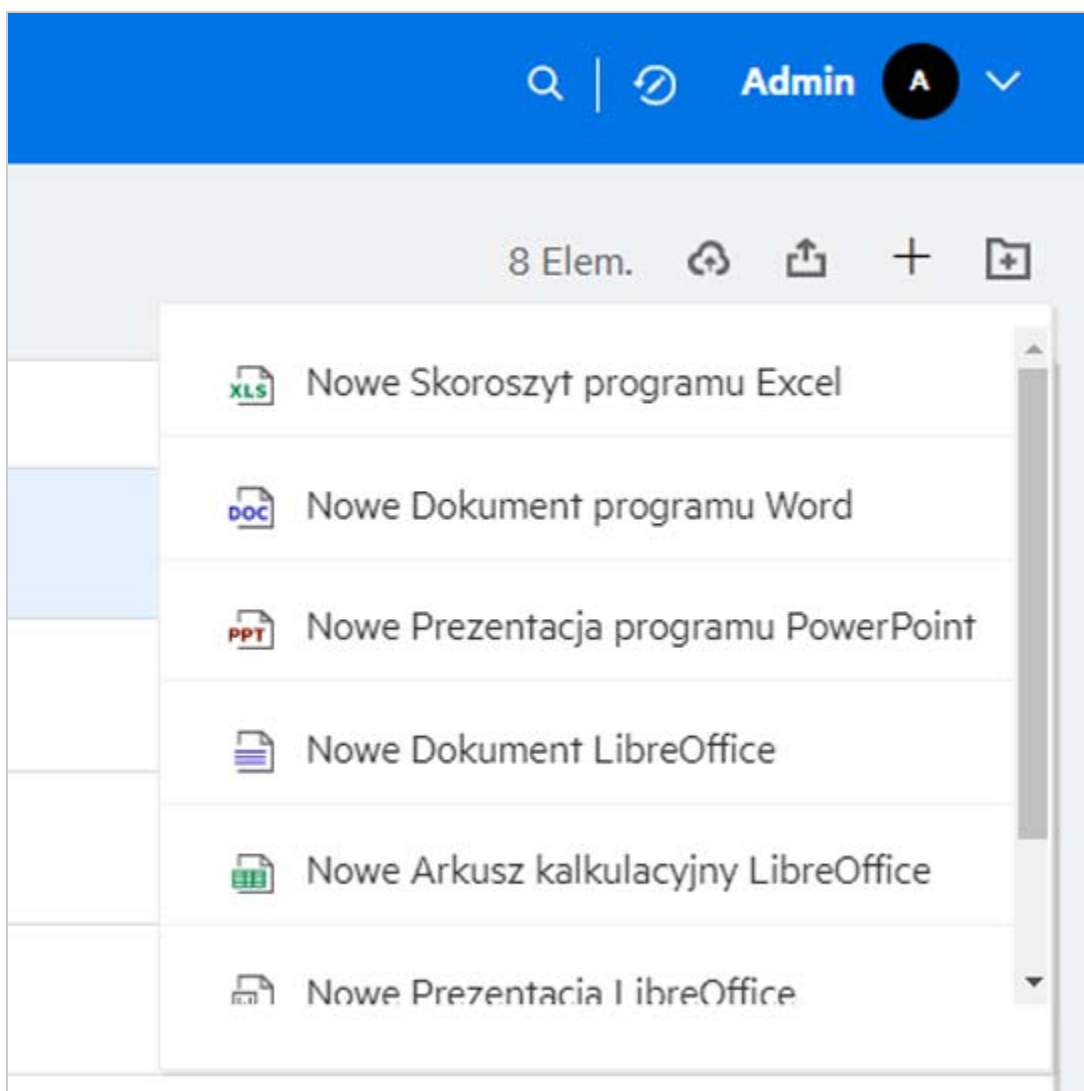 Admin A
8 Elem.
XLS Nowe Skoroszyt programu Excel
DOC Nowe Dokument programu Word
PPT Nowe Prezentacja programu PowerPoint
Nowe Dokument LibreOffice
Nowe Arkusz kalkulacyjny LibreOffice
Nowe Prezentacja LibreOffice